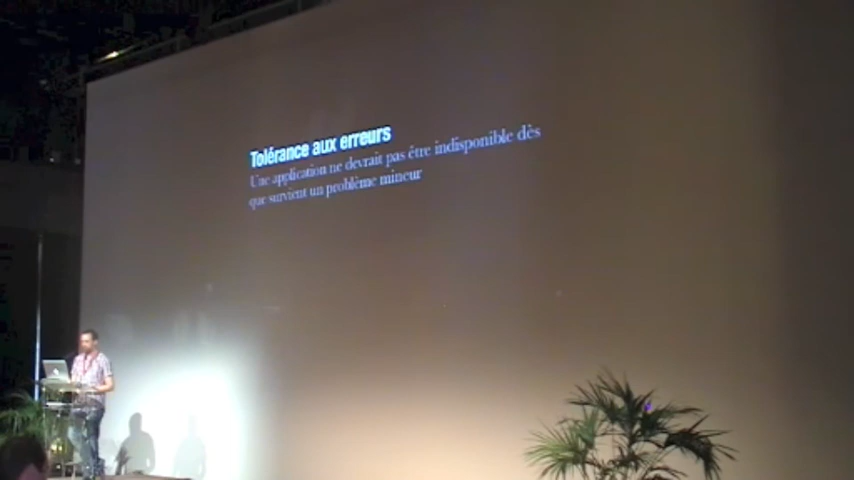 Tolérance aux erreurs
Une application ne devrait pas être indisponible dès
que survient un problème mineur